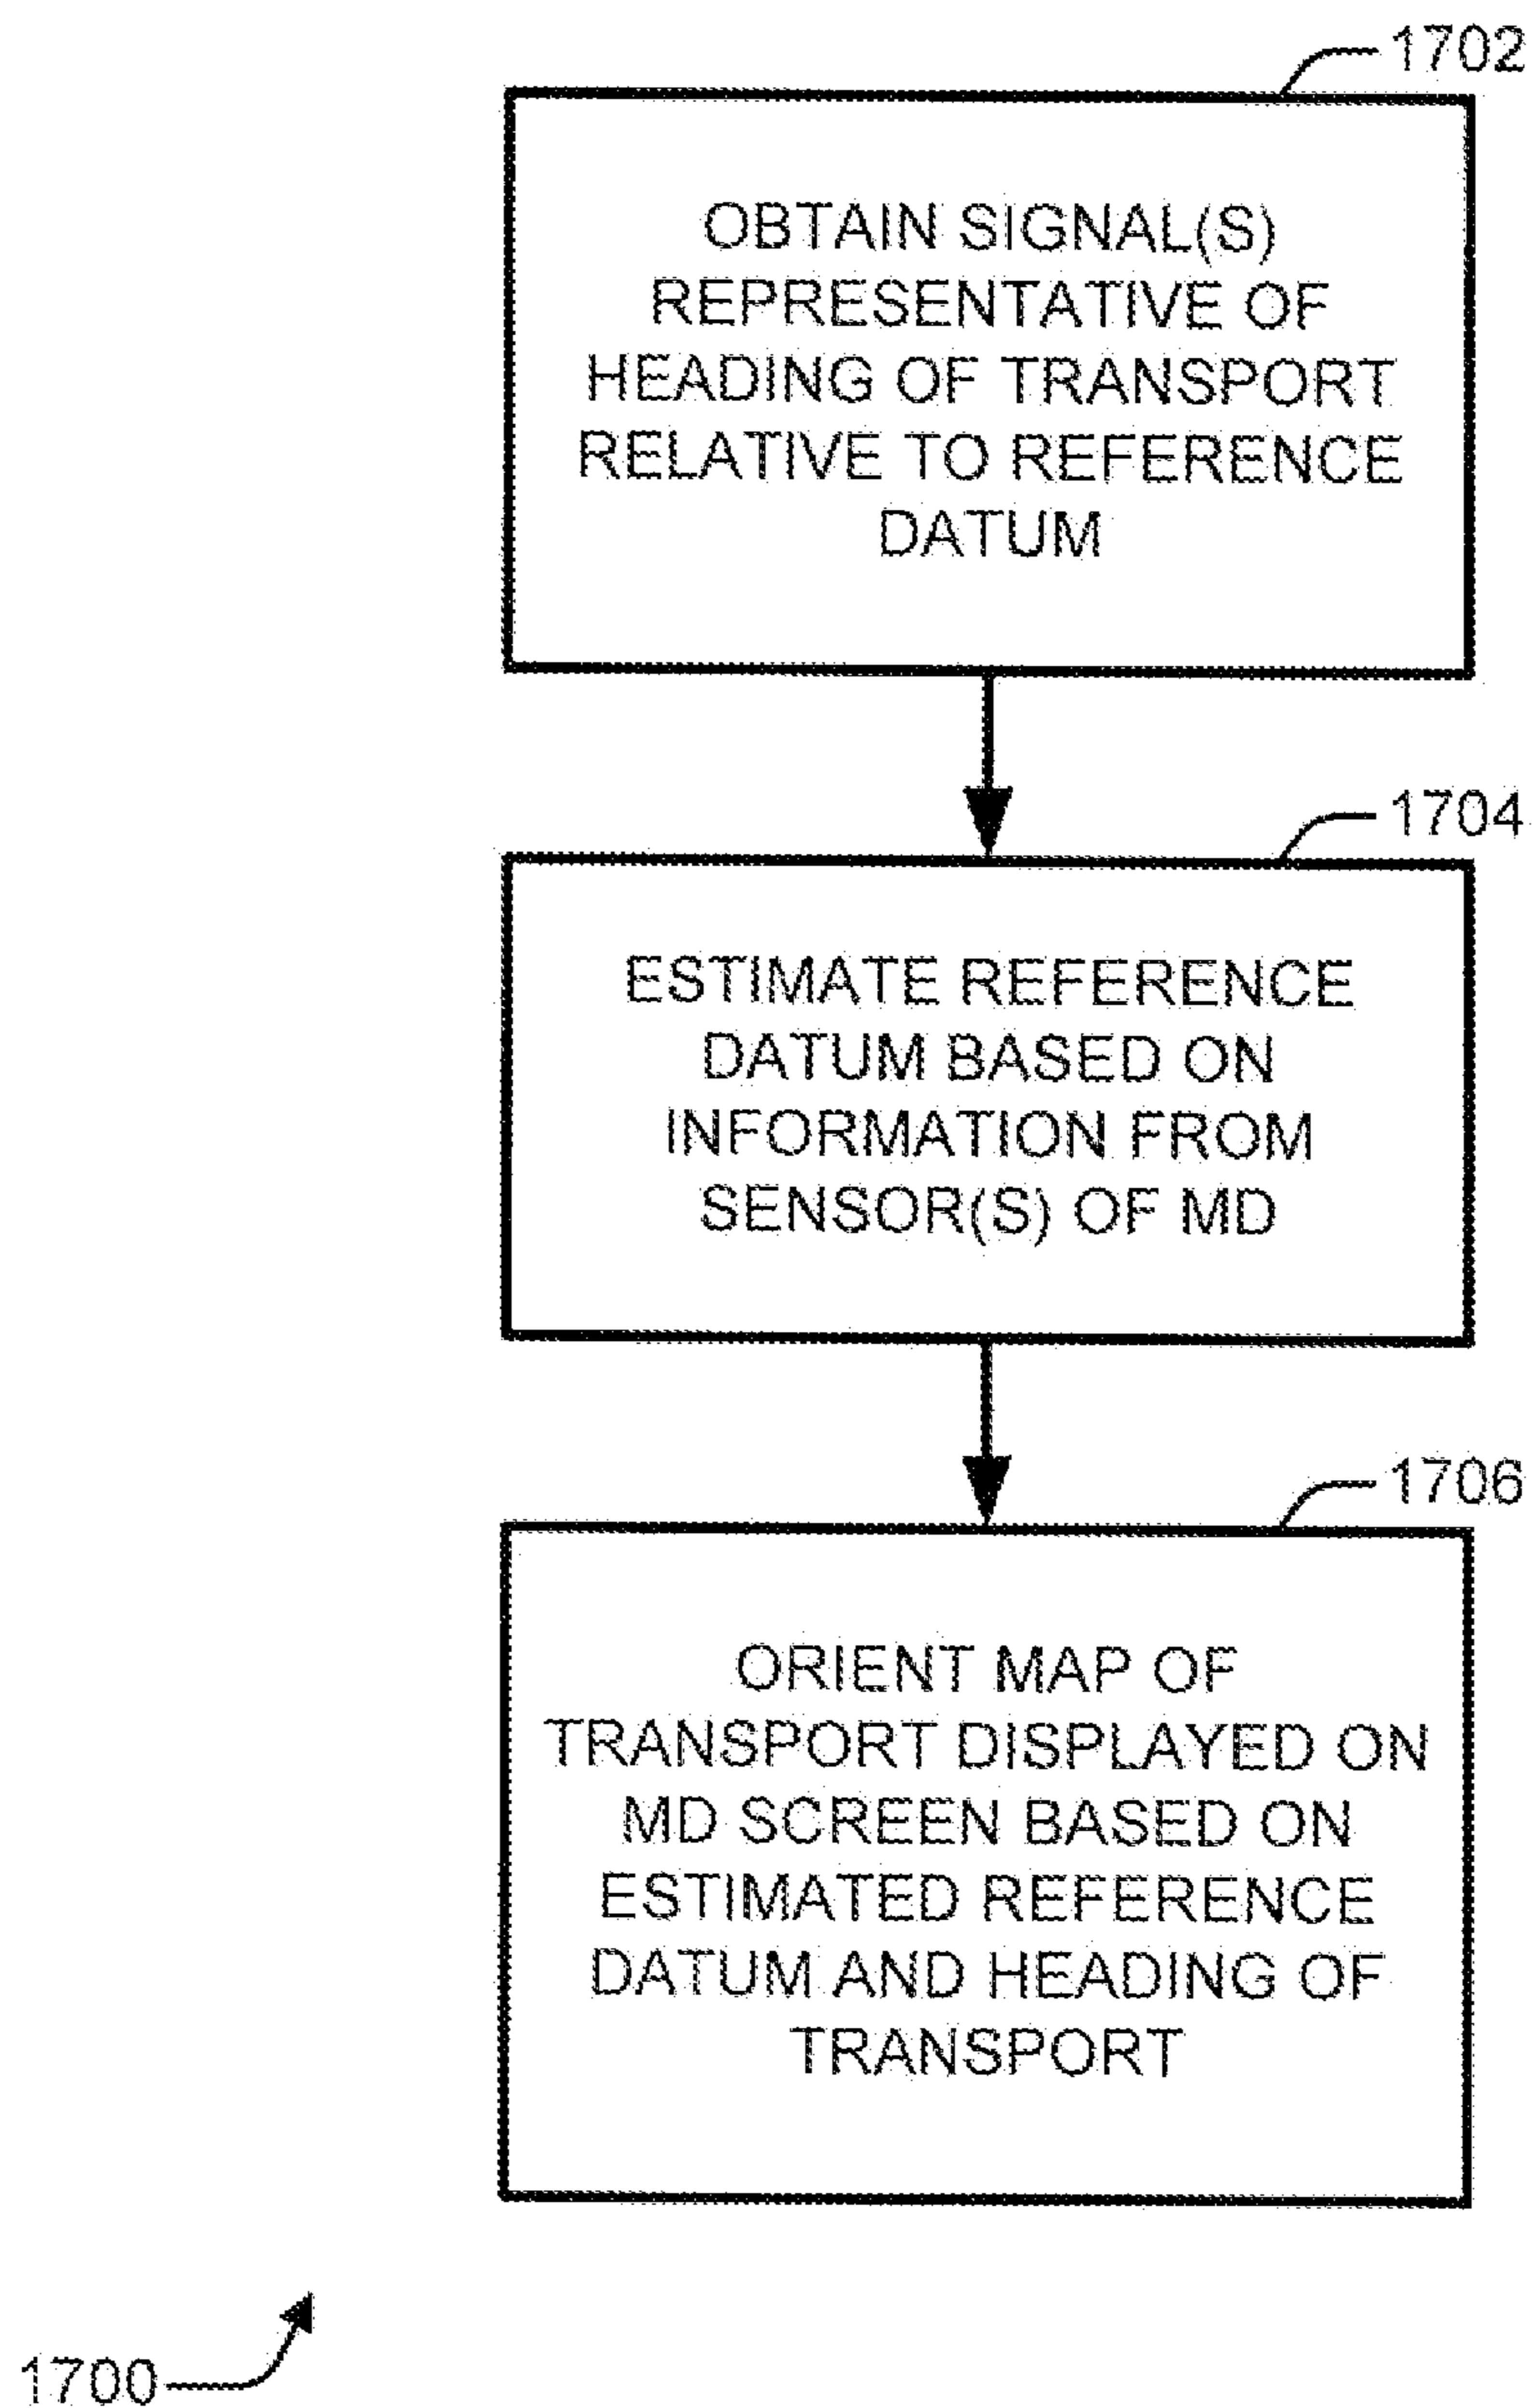 1702
OBTAIN SIGNAL(S)
REPRESENTATIVE OF
HEADING OF TRANSPORT
RELATIVE TO REFERENCE
DATUM
1704
ESTIMATE REFERENCE
DATUM BASED ON
INFORMATION FROM
SENSOR(S) OF MD
1706
ORIENT MAP OF
TRANSPORT DISPLAYED ON
MD SCREEN BASED ON
ESTIMATED REFERENCE
DATUM AND HEADING OF
TRANSPORT
1700